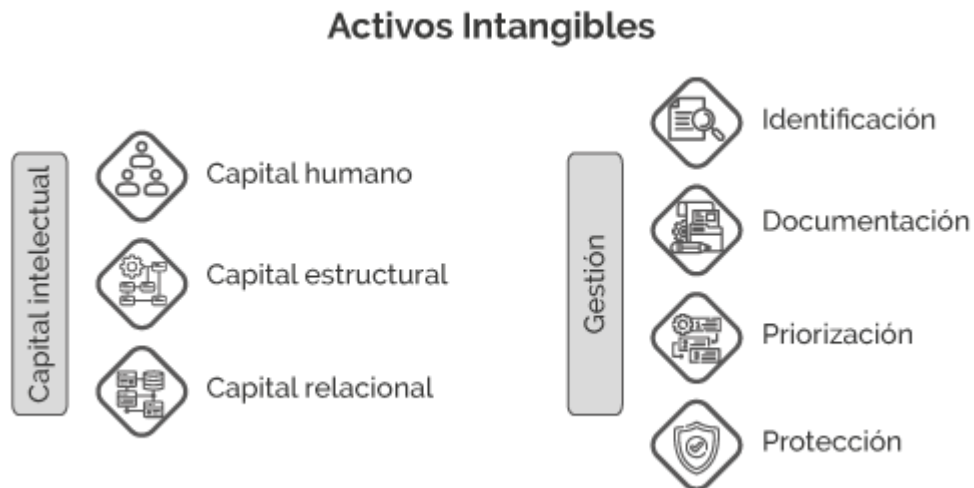 Activos Intangibles
Capital intelectual
Capital humano
Capital estructural
Capital relacional
Gestión
Identificación
Documentación
Priorización
Protección